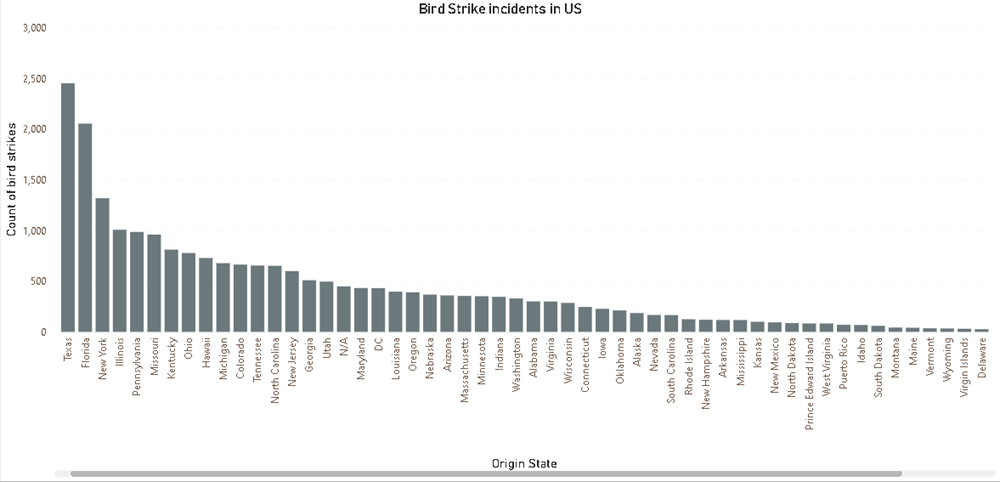 Bird Strike incidents in US
Count of bird strikes
3,000
2,500
2,000
1,500
1,000
500
0
Texas
Florida
New York
Illinois
Pennsylvania
Missouri
Kentucky
Ohio
Hawaii
Michigan
Colorado
Tennessee
North Carolina
New Jersey
Georgia
Utah
N/A
Maryland
DC
Louisiana
Oregon
Nebraska
Arizona
Massachusetts
Minnesota
Indiana
Washington
Alabama
Virginia
Wisconsin
Connecticut
Iowa
Oklahoma
Alaska
Nevada
South Carolina
Rhode Island
New Hampshire
Arkansas
Mississippi
Kansas
New Mexico
North Dakota
Prince Edward Island
West Virginia
Puerto Rico
Idaho
South Dakota
Montana
Maine
Vermont
Wyoming
Virgin Islands
Delaware
Origin State